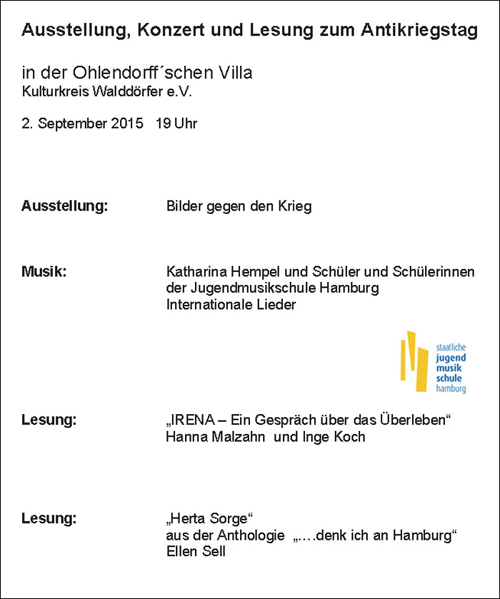 Ausstellung, Konzert und Lesung zum Antikriegstag
in der Ohlendorff´schen Villa
Kulturkreis Walddörfer e.V.
2. September 2015 19 Uhr
Ausstellung: Bilder gegen den Krieg
Musik: Katharina Hempel und Schüler und Schülerinnen
der Jugendmusikschule Hamburg
Internationale Lieder
staatliche
jugend
musik
schule
hamburg
Lesung: „IRENA – Ein Gespräch über das Überleben“
Hanna Malzahn und Inge Koch
Lesung: „Herta Sorge“
aus der Anthologie „….denk ich an Hamburg“
Ellen Sell